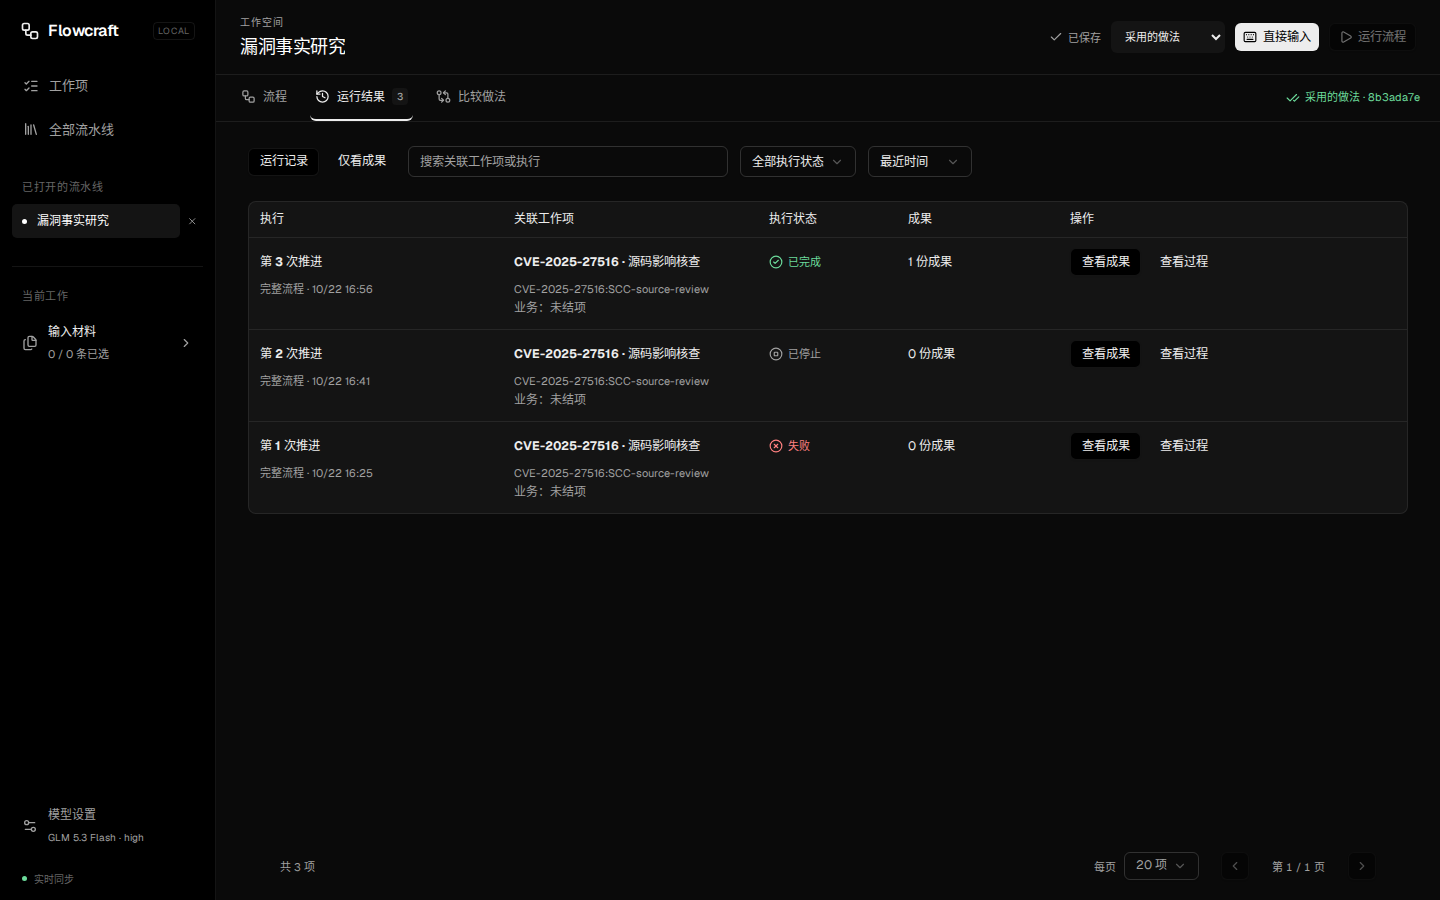 Flowcraft
LOCAL
工作项
全部流水线
已打开的流水线
漏洞事实研究
当前工作
输入材料
0 / 0 条已选
模型设置
GLM 5.3 Flash · high
实时同步
工作空间
漏洞事实研究
已保存
采用的做法
直接输入
运行流程
流程
运行结果 3
比较做法
采用的做法 · 8b3ada7e
运行记录
仅看成果
搜索关联工作项或执行
全部执行状态
最近时间
执行 关联工作项 执行状态 成果 操作
第 3 次推进 CVE-2025-27516 · 源码影响核查 已完成 1 份成果 查看成果 查看过程
完整流程 · 10/22 16:56 CVE-2025-27516:SCC-source-review
业务：未结项
第 2 次推进 CVE-2025-27516 · 源码影响核查 已停止 0 份成果 查看成果 查看过程
完整流程 · 10/22 16:41 CVE-2025-27516:SCC-source-review
业务：未结项
第 1 次推进 CVE-2025-27516 · 源码影响核查 失败 0 份成果 查看成果 查看过程
完整流程 · 10/22 16:25 CVE-2025-27516:SCC-source-review
业务：未结项
共 3 项
每页 20 项 第 1 / 1 页